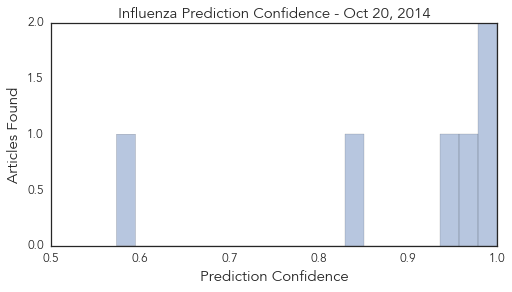 Influenza Prediction Confidence - Oct 20, 2014
Articles Found
2.0
1.5
1.0
0.5
0.0
0.5 0.6 0.7 0.8 0.9 1.0
Prediction Confidence